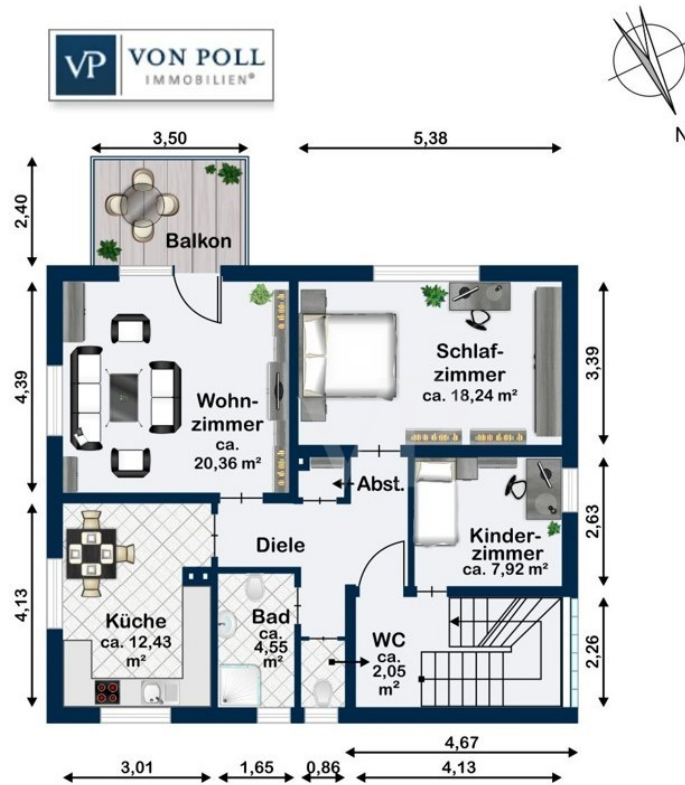 VP VON POLL
IMMOBILIEN®
N
3,50
5,38
2,40
Balkon
4,39
Wohn-
zimmer
ca.
20,36 m²
Schlaf-
zimmer
ca. 18,24 m²
3,39
Abst.
Diele
Kinder-
zimmer
ca. 7,92 m²
2,63
4,13
Küche
ca. 12,43
m²
Bad
ca.
4,55
m²
WC
ca.
2,05
m²
2,26
4,67
3,01
1,65
0,86
4,13